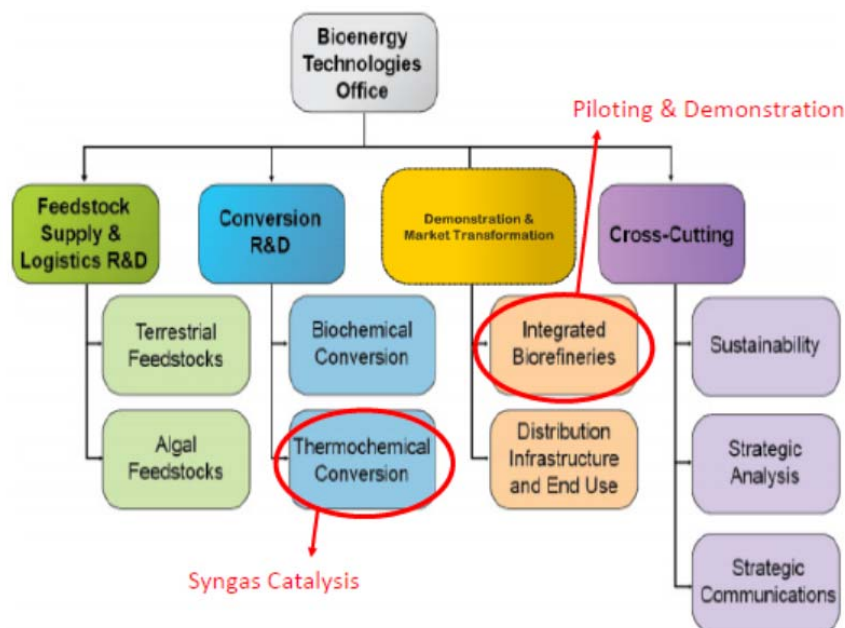 Bioenergy
Technologies
Office
Piloting & Demonstration
Feedstock
Supply &
Logistics R&D
Conversion
R&D
Demonstration &
Market Transformation
Cross-Cutting
Terrestrial
Feedstocks
Biochemical
Conversion
Integrated
Biorefineries
Sustainability
Algal
Feedstocks
Thermochemical
Conversion
Distribution
Infrastructure
and End Use
Strategic
Analysis
Syngas Catalysis
Strategic
Communications